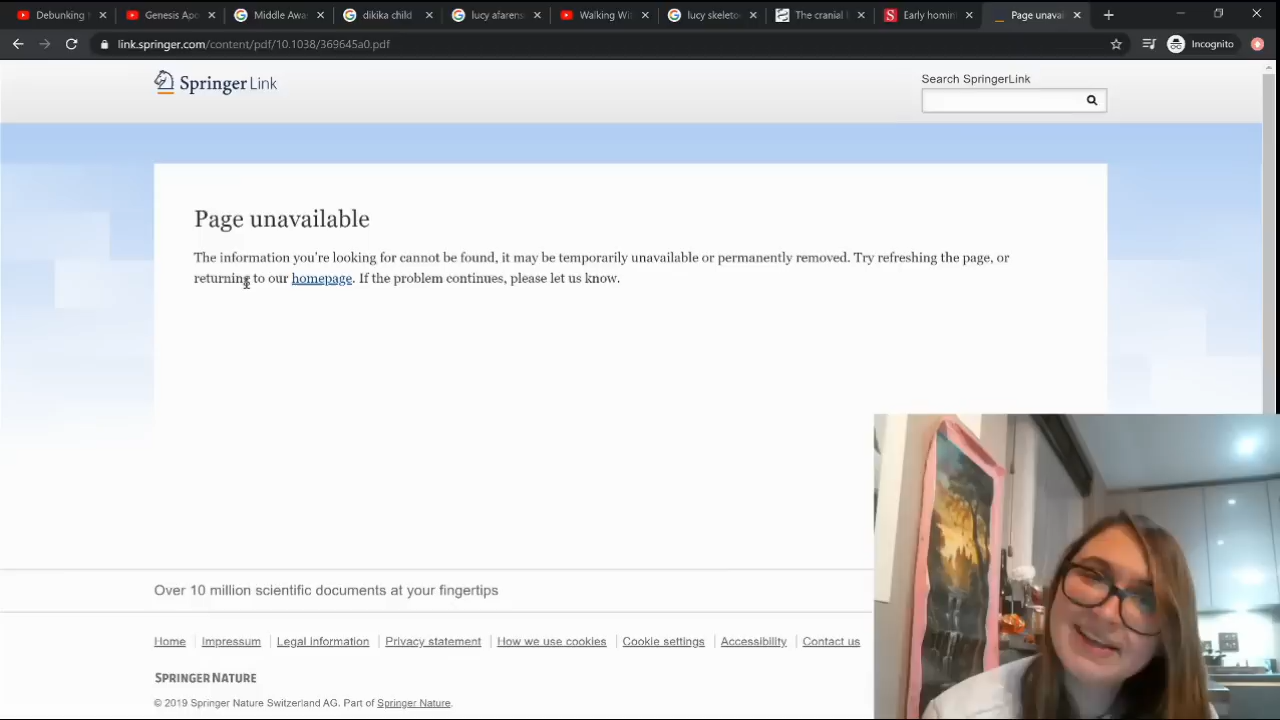 Debunking
Genesis Apo
Middle Awa
dikika child
lucy afarens
Walking Wi
lucy skeleto
The cranial
Early homini
Page unavai
link.springer.com/content/pdf/10.1038/369645a0.pdf
Incognito
Springer Link
Search SpringerLink
Page unavailable
The information you're looking for cannot be found, it may be temporarily unavailable or permanently removed. Try refreshing the page, or
returning to our homepage. If the problem continues, please let us know.
Over 10 million scientific documents at your fingertips
Home Impressum Legal information Privacy statement How we use cookies Cookie settings Accessibility Contact us
SPRINGER NATURE
© 2019 Springer Nature Switzerland AG. Part of Springer Nature.